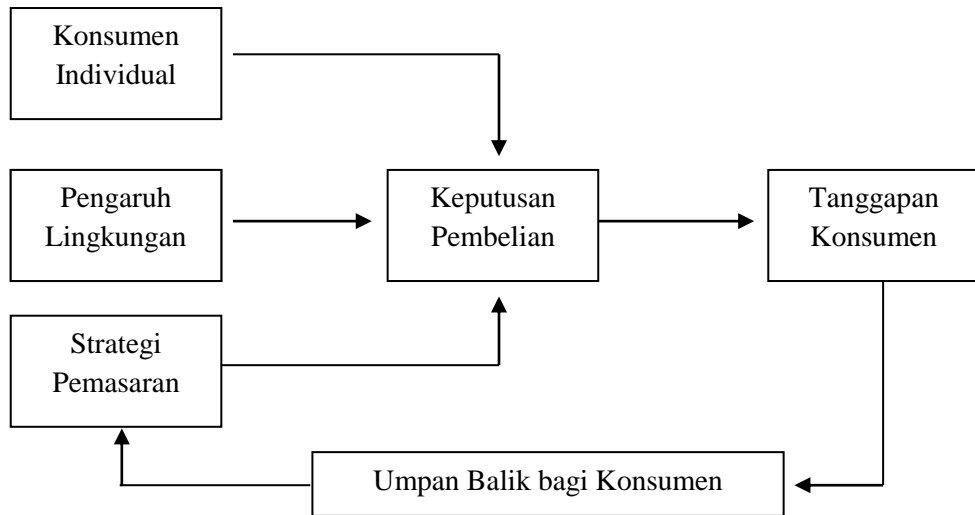 Konsumen
Individual
Pengaruh
Lingkungan
Keputusan
Pembelian
Tanggapan
Konsumen
Strategi
Pemasaran
Umpan Balik bagi Konsumen